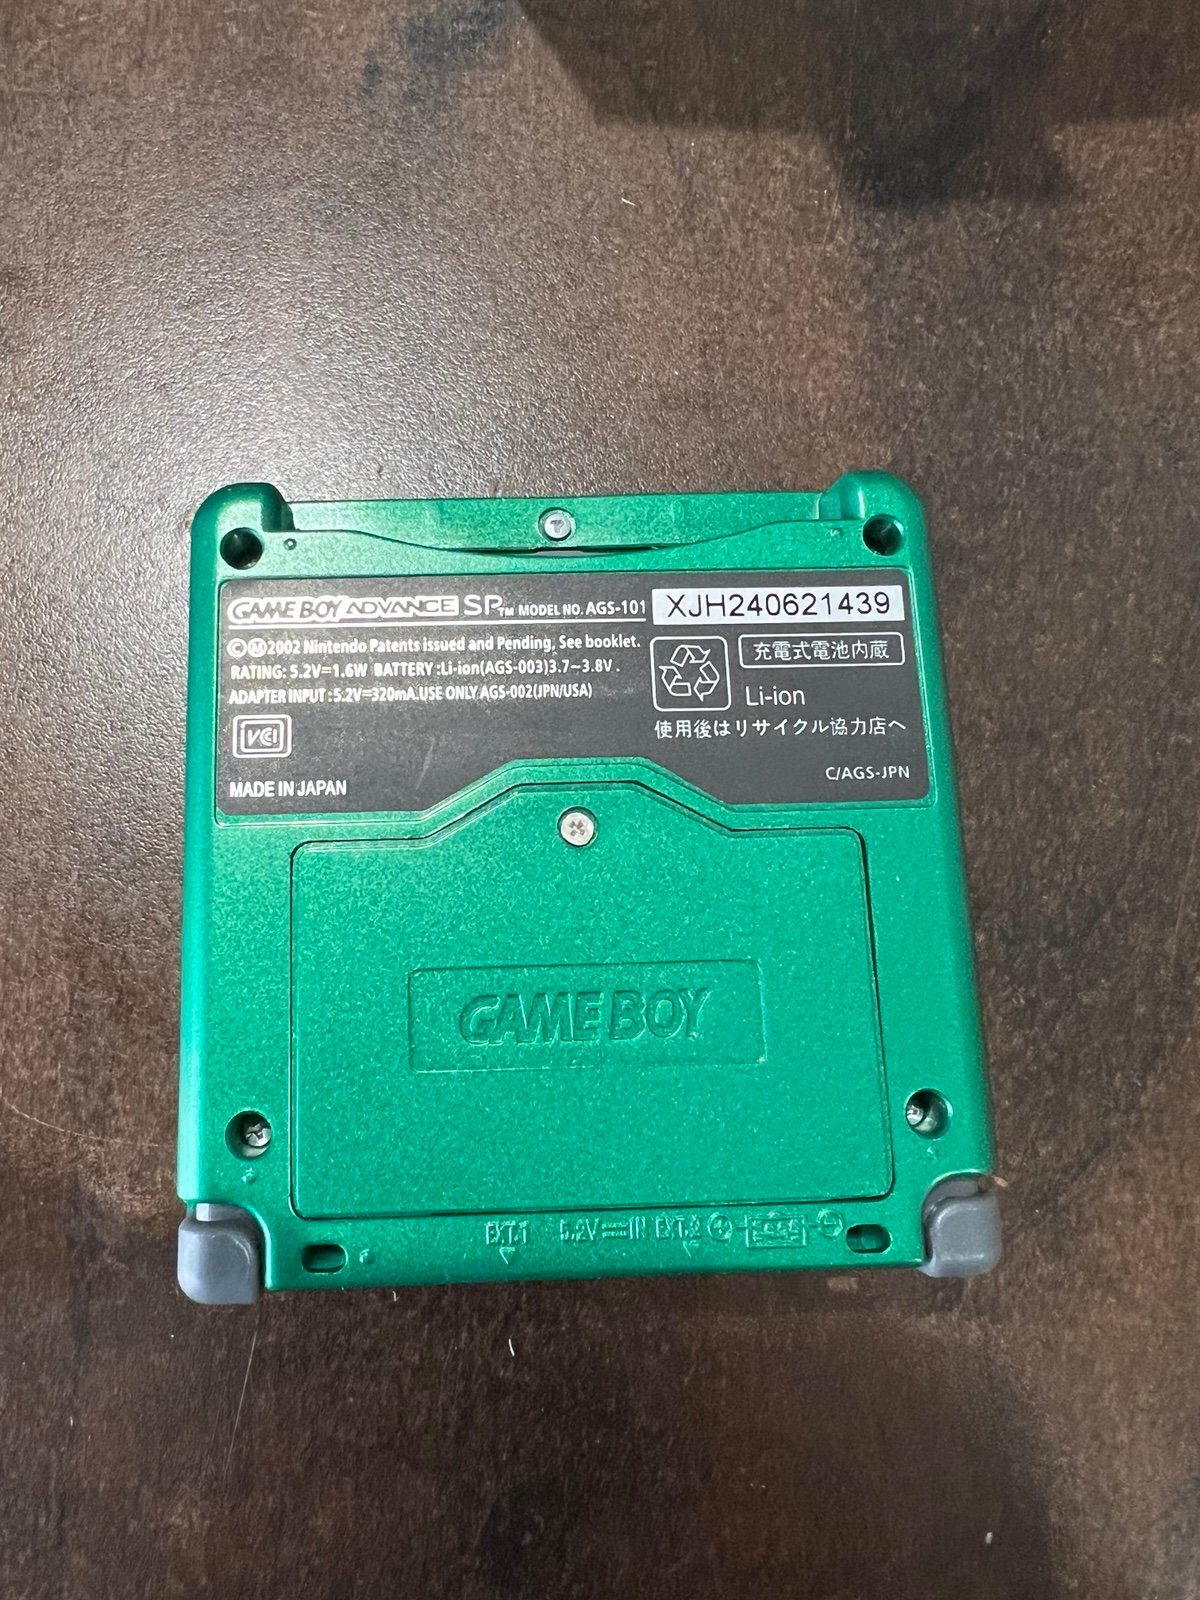 GAME BOY ADVANCE SP™ MODEL NO. AGS-101
XJH240621439
©Ⓜ2002 Nintendo Patents issued and Pending, See booklet.
RATING: 5.2V⎓1.6W BATTERY :Li-ion(AGS-003)3.7~3.8V .
ADAPTER INPUT :5.2V⎓320mA.USE ONLY AGS-002(JPN/USA)
VCI
MADE IN JAPAN
充電式電池内蔵
Li-ion
使用後はリサイクル協力店へ
C/AGS-JPN
GAME BOY
EXT.1 5.2V⎓IN EXT.2